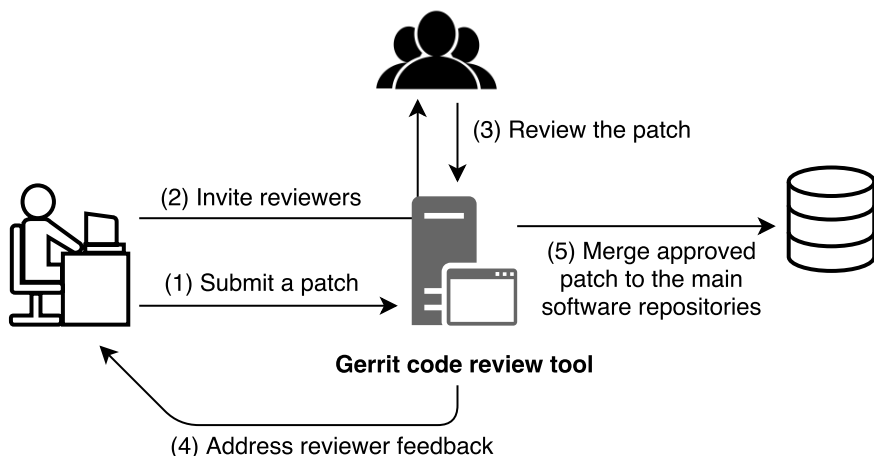 (3) Review the patch
(2) Invite reviewers
(1) Submit a patch
(5) Merge approved
patch to the main
software repositories
Gerrit code review tool
(4) Address reviewer feedback